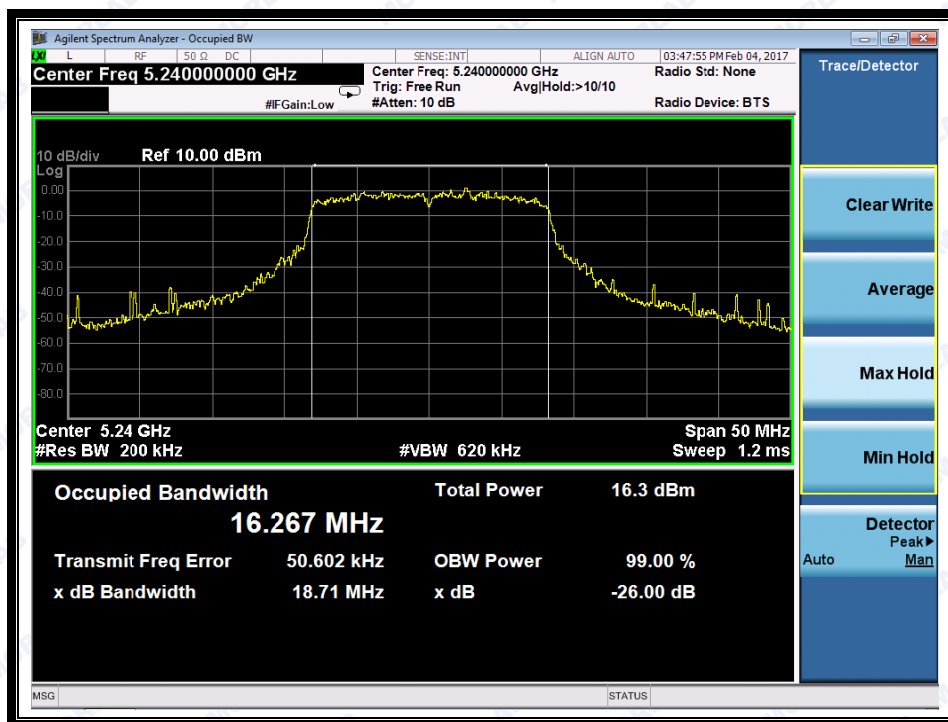 Agilent Spectrum Analyzer - Occupied BW
LXI L RF 50 Ω DC SENSE:INT ALIGN AUTO 03:47:55 PM Feb 04, 2017
Center Freq 5.240000000 GHz
Center Freq: 5.240000000 GHz
Radio Std: None
Trig: Free Run Avg|Hold:>10/10
#IFGain:Low
#Atten: 10 dB
Radio Device: BTS
10 dB/div Ref 10.00 dBm
Log
0.00
-10.0
-20.0
-30.0
-40.0
-50.0
-60.0
-70.0
-80.0
Center 5.24 GHz Span 50 MHz
#Res BW 200 kHz #VBW 620 kHz Sweep 1.2 ms
Occupied Bandwidth Total Power 16.3 dBm
16.267 MHz
Transmit Freq Error 50.602 kHz OBW Power 99.00 %
x dB Bandwidth 18.71 MHz x dB -26.00 dB
MSG STATUS
Trace/Detector
Clear Write
Average
Max Hold
Min Hold
Detector
Peak▶
Auto Man